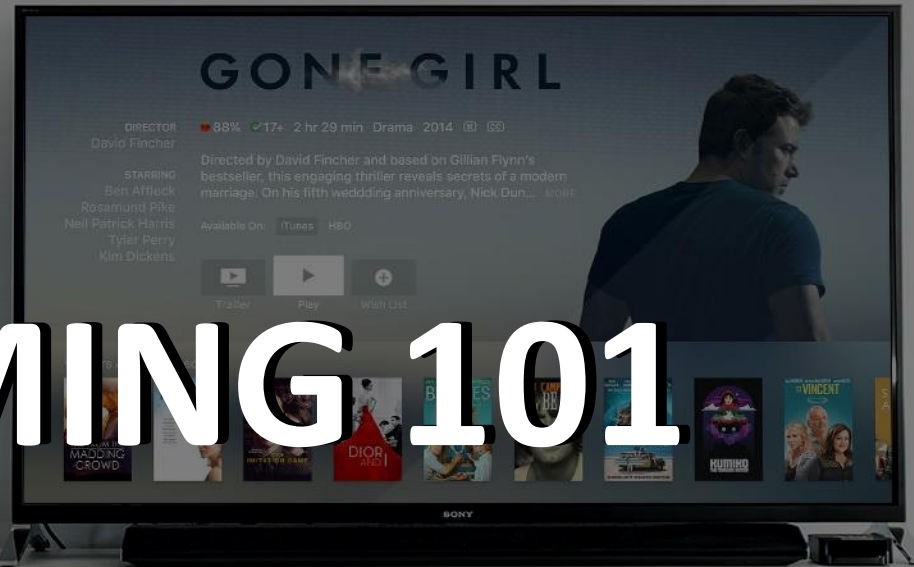 GONE GIRL
DIRECTOR
David Fincher
STARRING
Ben Affleck
Rosamund Pike
Neil Patrick Harris
Tyler Perry
Kim Dickens
88% 17+ 2 hr 29 min Drama 2014 CC
Directed by David Fincher and based on Gillian Flynn's
bestseller, this engaging thriller reveals secrets of a modern
marriage. On his fifth weddding anniversary, Nick Dun... MORE
Available On: iTunes HBO
Trailer Play Wish List
MING 101
MADDING
CROWD
IMITATION GAME
DIOR
AND I
KUMIKO
ST. VINCENT
SONY